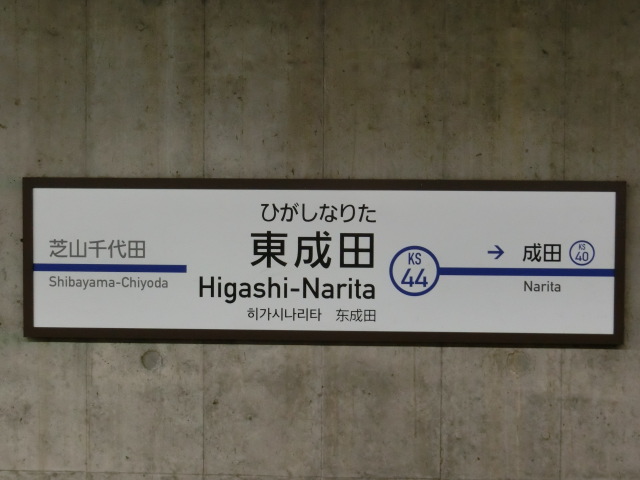 芝山千代田
Shibayama-Chiyoda
ひがしなりた
東成田
Higashi-Narita
히가시나리타 东成田
KS
44
→ 成田
KS
40
Narita